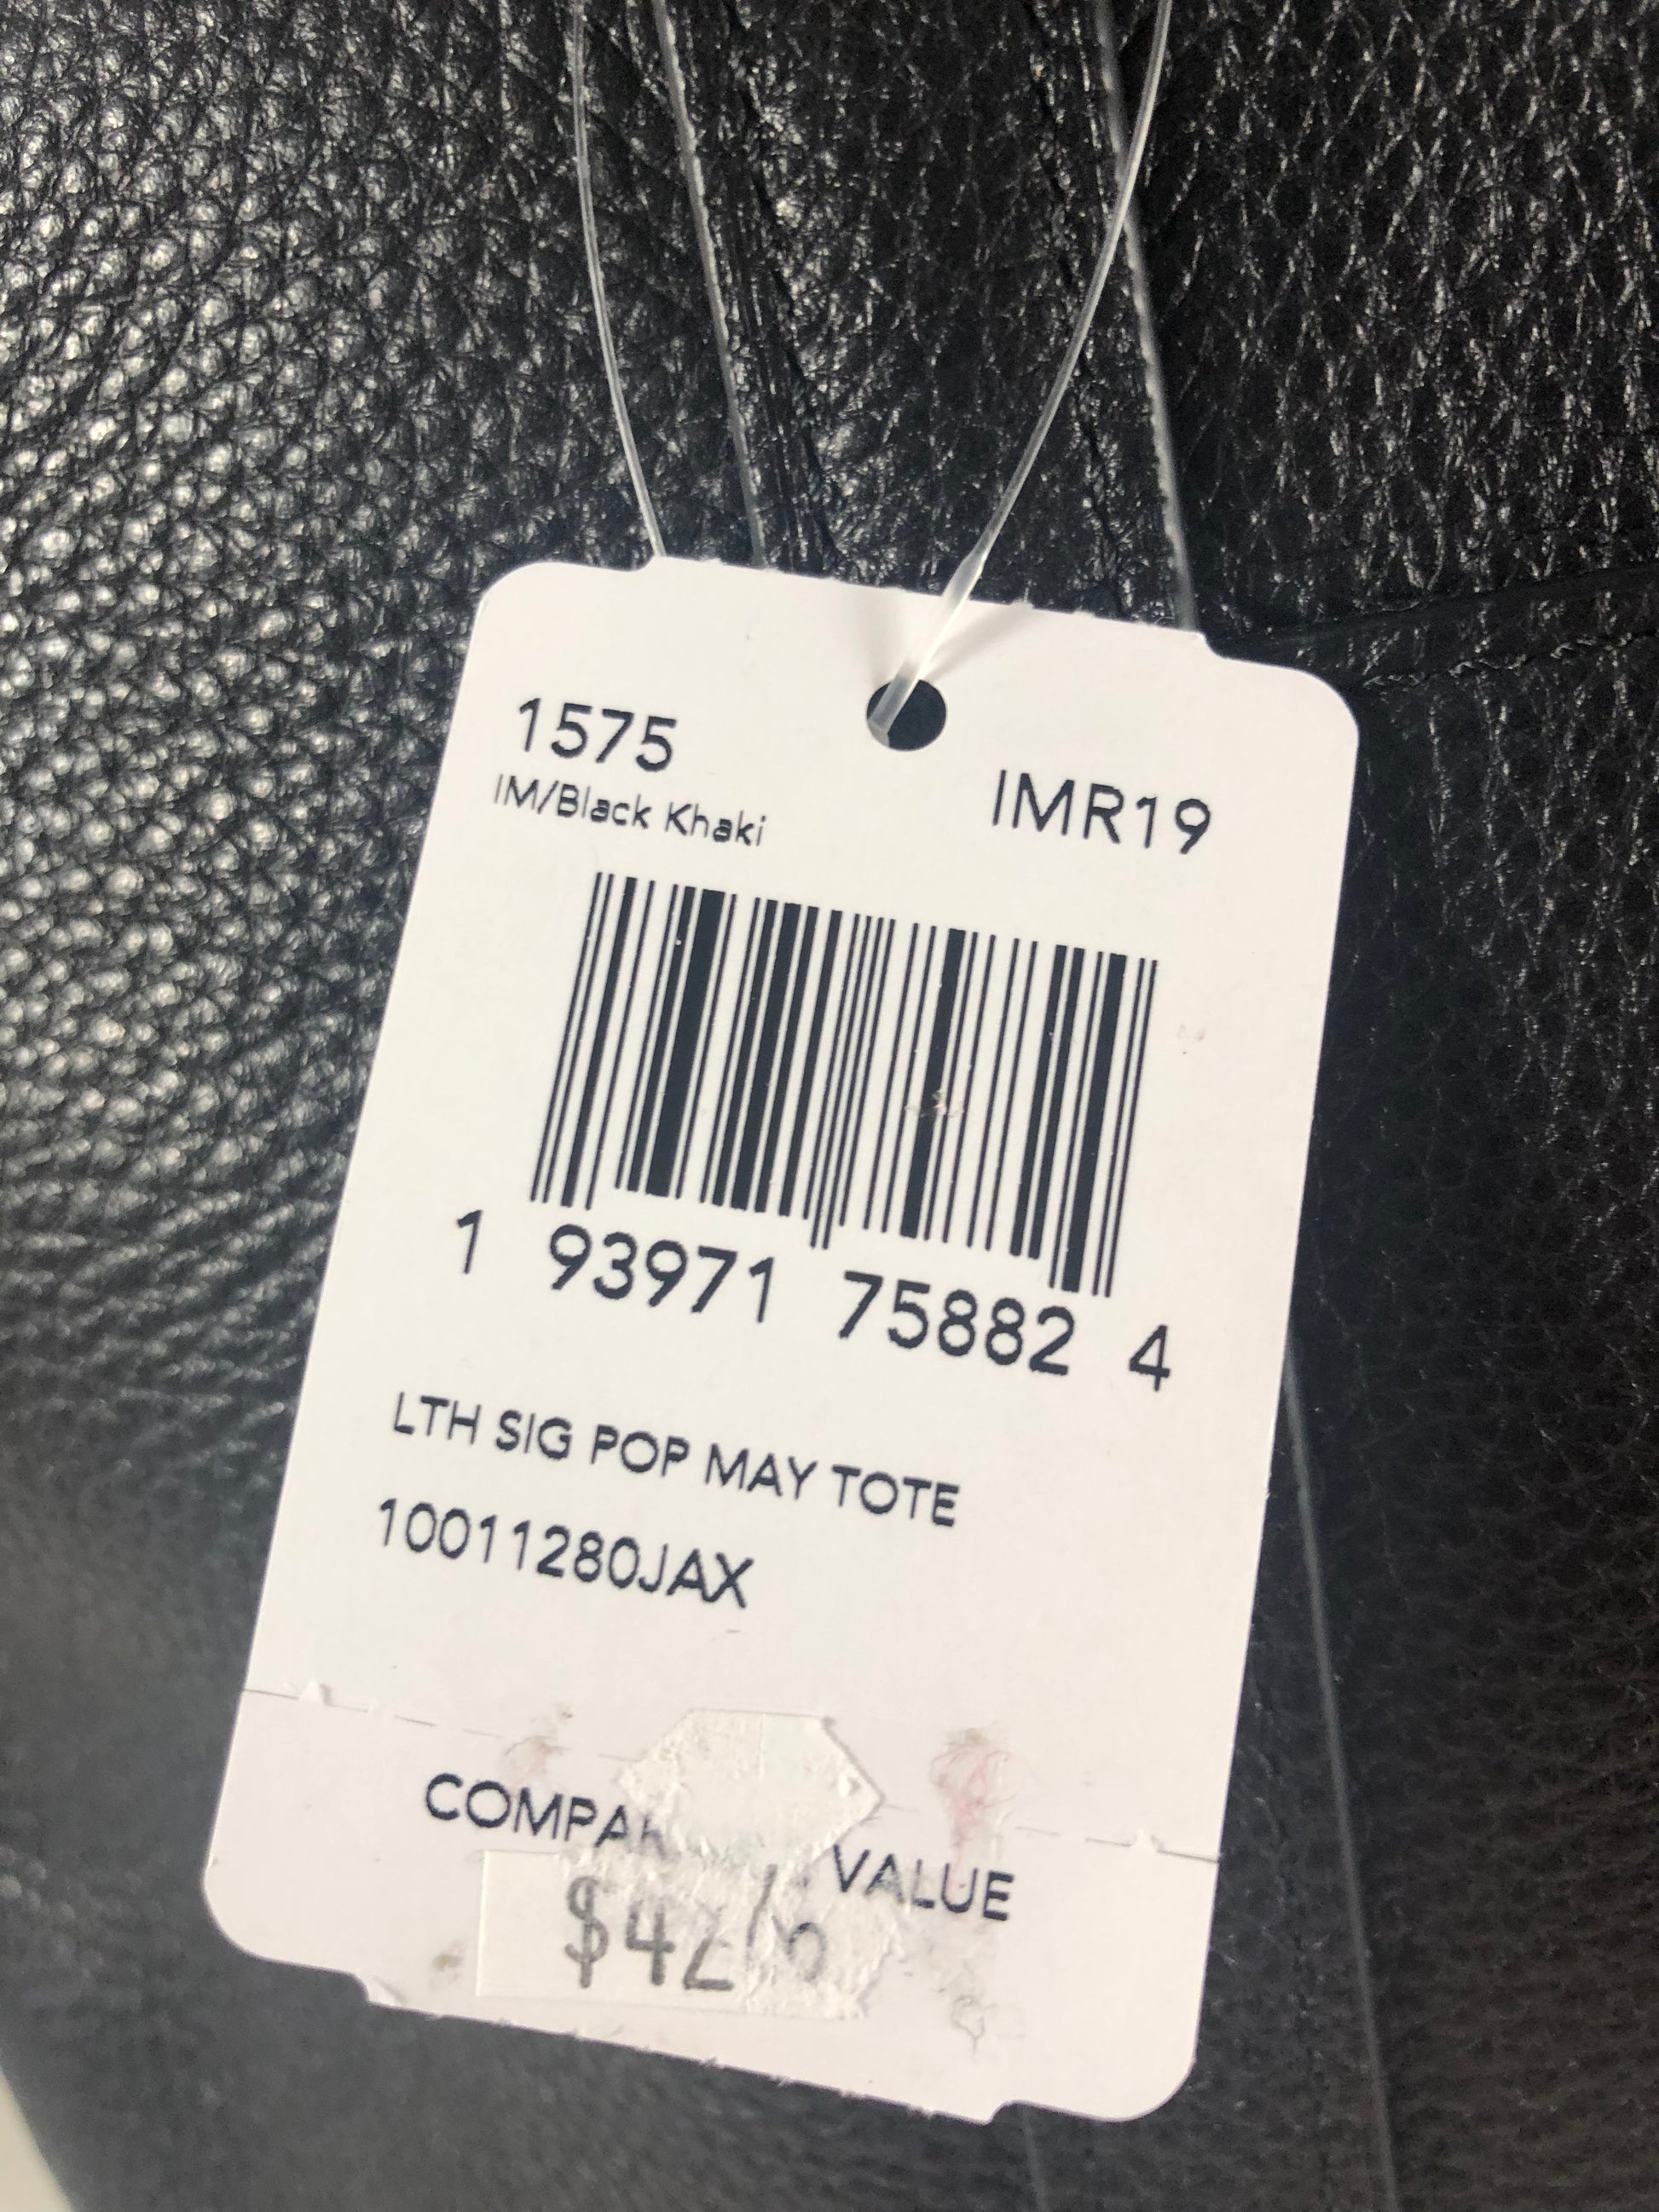 1575
IMR19
IM/Black Khaki
1 93971 75882 4
LTH SIG POP MAY TOTE
10011280JAX
VALUE